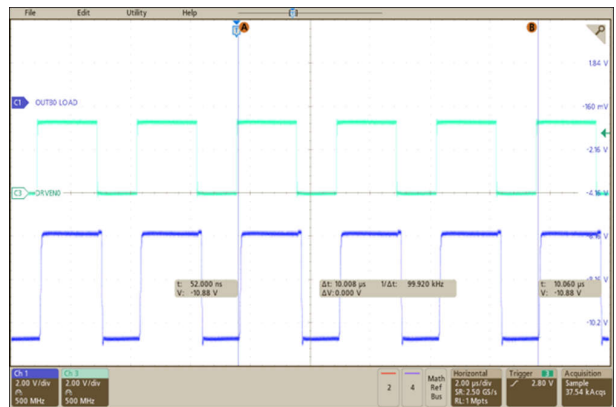 File Edit Utility Help
A B
1.84 V
C1 OUT80 LOAD
-160 mV
-2.16 V
C3 DRVEN0
-4.16 V
t: 52.000 ns Δt: 10.008 µs 1/Δt: 99.920 kHz t: 10.060 µs
V: -10.88 V ΔV: 0.000 V V: -10.88 V
-10.2 V
Ch 1 Ch 3 Horizontal Trigger Acquisition
2.00 V/div 2.00 V/div 2 4 Math Ref Bus 2.00 µs/div 2.80 V Sample
SR: 2.50 GS/s 37.54 kAcqs
500 MHz 500 MHz RL: 1 Mpts